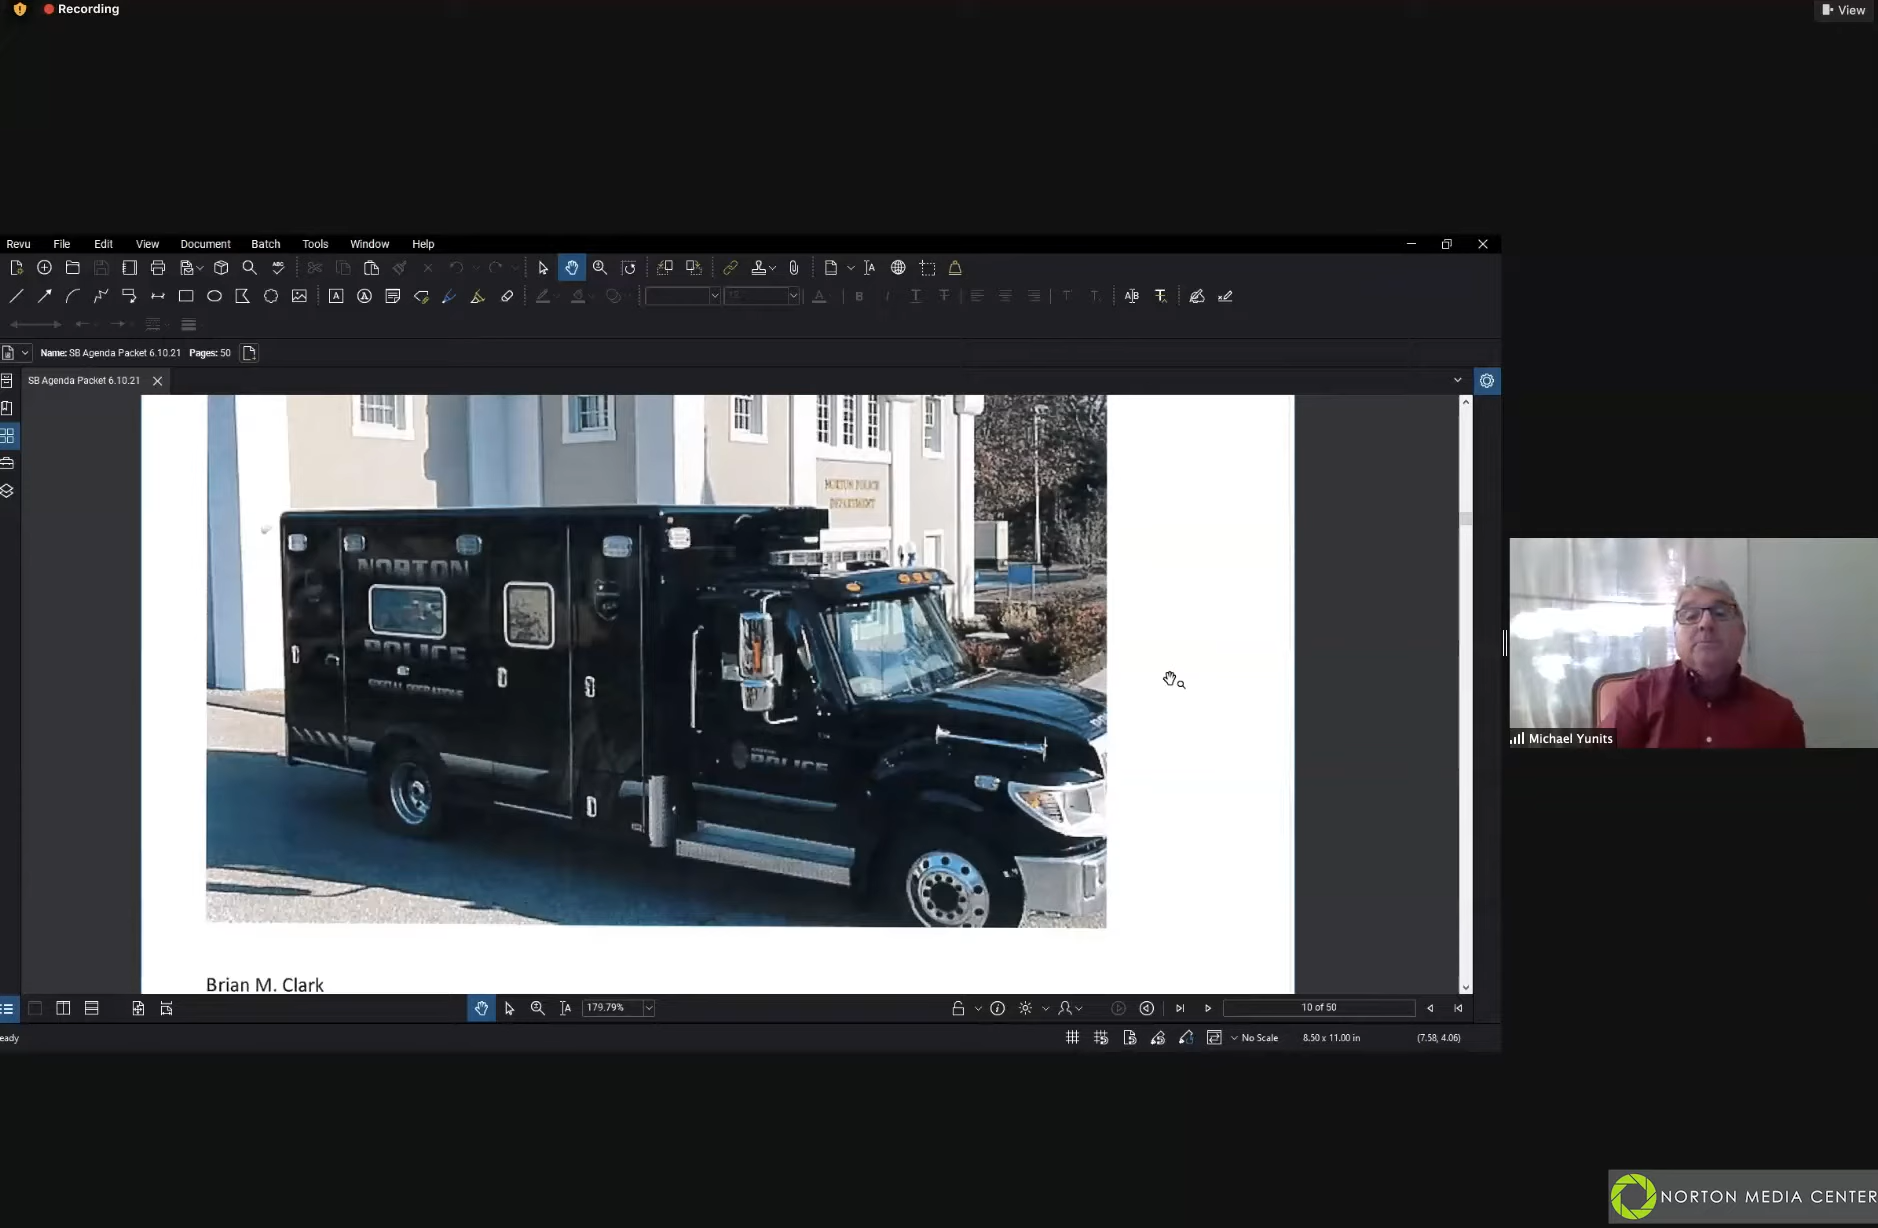 Recording
View
Revu File Edit View Document Batch Tools Window Help
Name: SB Agenda Packet 6.10.21 Pages: 50
SB Agenda Packet 6.10.21
NORTON POLICE
DEPARTMENT
NORTON
POLICE
SPECIAL OPERATIONS
POLICE
Brian M. Clark
Michael Yunits
179.79%
10 of 50
eady
No Scale
8.50 x 11.00 in
(7.58, 4.06)
NORTON MEDIA CENTER